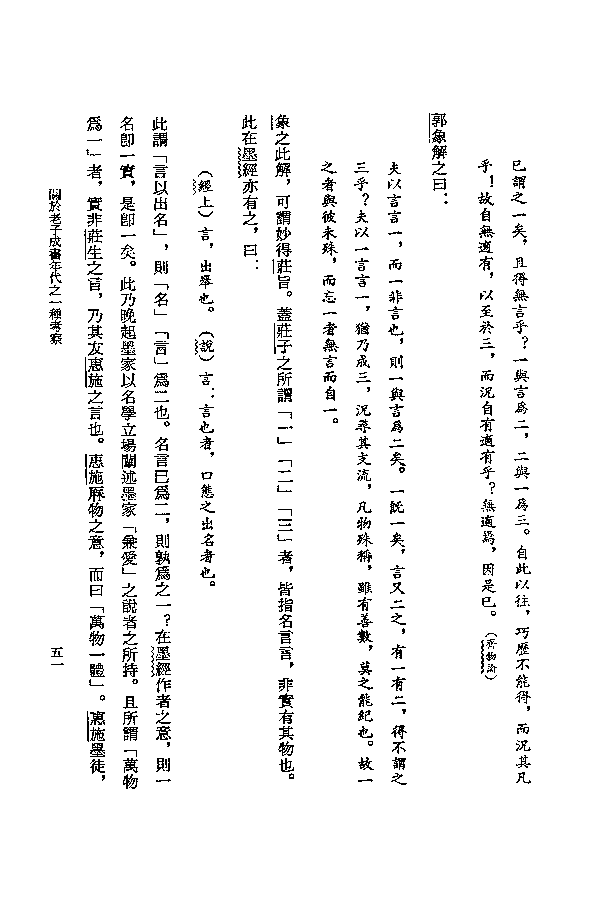 已謂之一矣，且得無言乎？一與言爲二，二與一爲三。自此以往，巧歷不能得，而況其凡
乎！故自無適有，以至於三，而況自有適有乎？無適焉，因是已。（齊物論）
郭象解之曰：
夫以言言一，而一非言也，則一與言爲二矣。一既一矣，言又二之，有一有二，得不謂之
三乎？夫以一言言一，猶乃成三，況尋其支流，凡物殊稱，雖有善數，莫之能紀也。故一
之者與彼未殊，而忘一者無言而自一。
象之此解，可謂妙得莊旨。蓋莊子之所謂「一」「二」「三」者，皆指名言言，非實有其物也。
此在墨經亦有之，曰：
（經上）言，出舉也。（說）言：言也者，口態之出名者也。
此謂「言以出名」，則「名」「言」爲二也。名言已爲二，則孰爲之一？在墨經作者之意，則一
名卽一實，是卽一矣。此乃晚起墨家以名學立場闡述墨家「兼愛」之說者之所持。且所謂「萬物
爲一」者，實非莊生之旨，乃其友惠施之言也。惠施厤物之意，而曰「萬物一體」。惠施墨徒，
關於老子成書年代之一種考察
五一